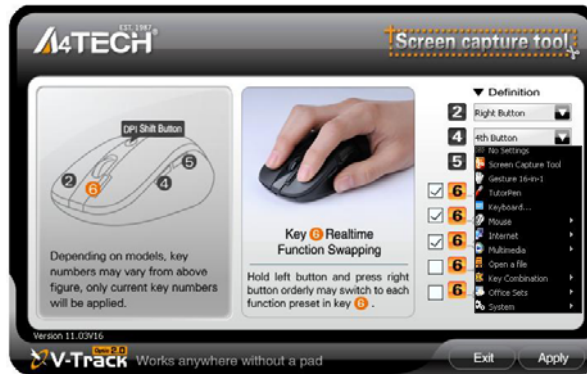 EST. 1987
A4TECH
Screen capture tool
DPI Shift Button
2
6
5
4
Depending on models, key
numbers may vary from above
figure, only current key numbers
will be applied.
Key 6 Realtime
Function Swapping
Hold left button and press right
button orderly may switch to each
function preset in key 6 .
▼ Definition
2 Right Button
4 4th Button
5
6
6
6
6
6
No Settings
Screen Capture Tool
Gesture 16-in-1
TutorPen
Keyboard...
Mouse
Internet
Multimedia
Open a file
Key Combination
Office Sets
System
Version 11.03V16
V-Track Optic 2.0 Works anywhere without a pad
Exit
Apply